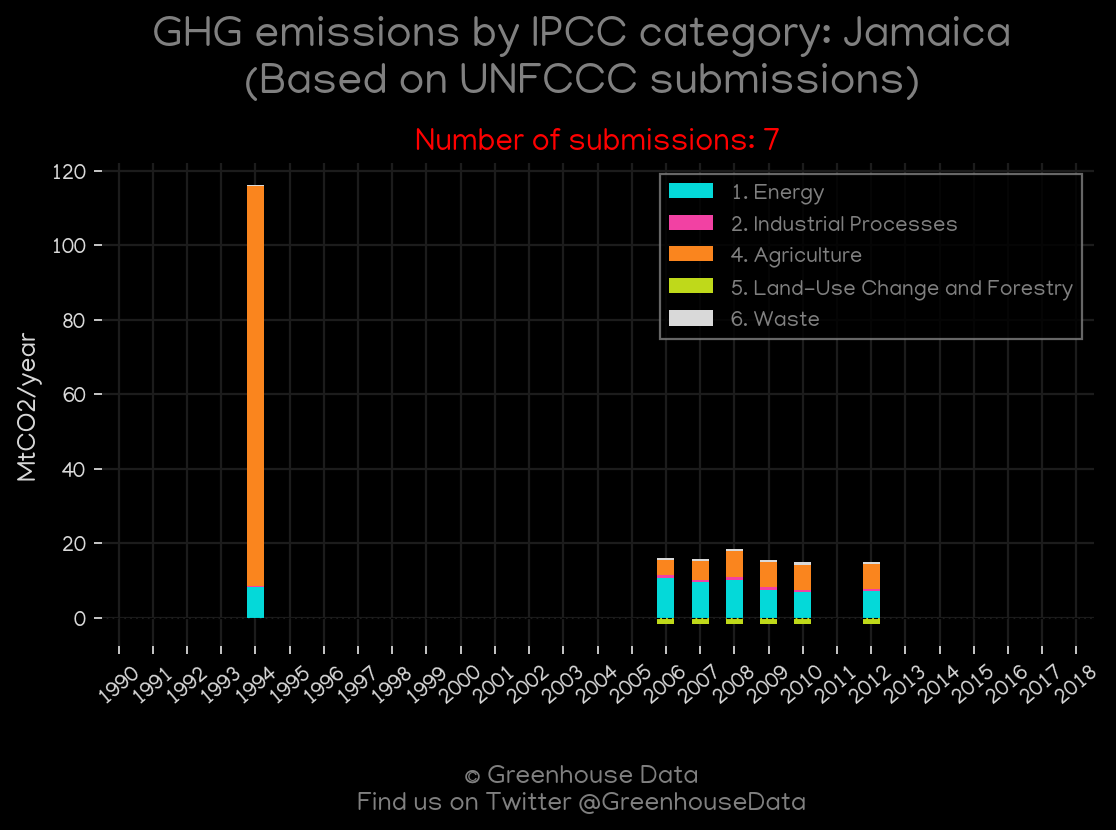 GHG emissions by IPCC category: Jamaica
(Based on UNFCCC submissions)
Number of submissions: 7
120
100
80
60
40
20
0
MtCO2/year
1. Energy
2. Industrial Processes
4. Agriculture
5. Land-Use Change and Forestry
6. Waste
1990 1991 1992 1993 1994 1995 1996 1997 1998 1999 2000 2001 2002 2003 2004 2005 2006 2007 2008 2009 2010 2011 2012 2013 2014 2015 2016 2017 2018
© Greenhouse Data
Find us on Twitter @GreenhouseData